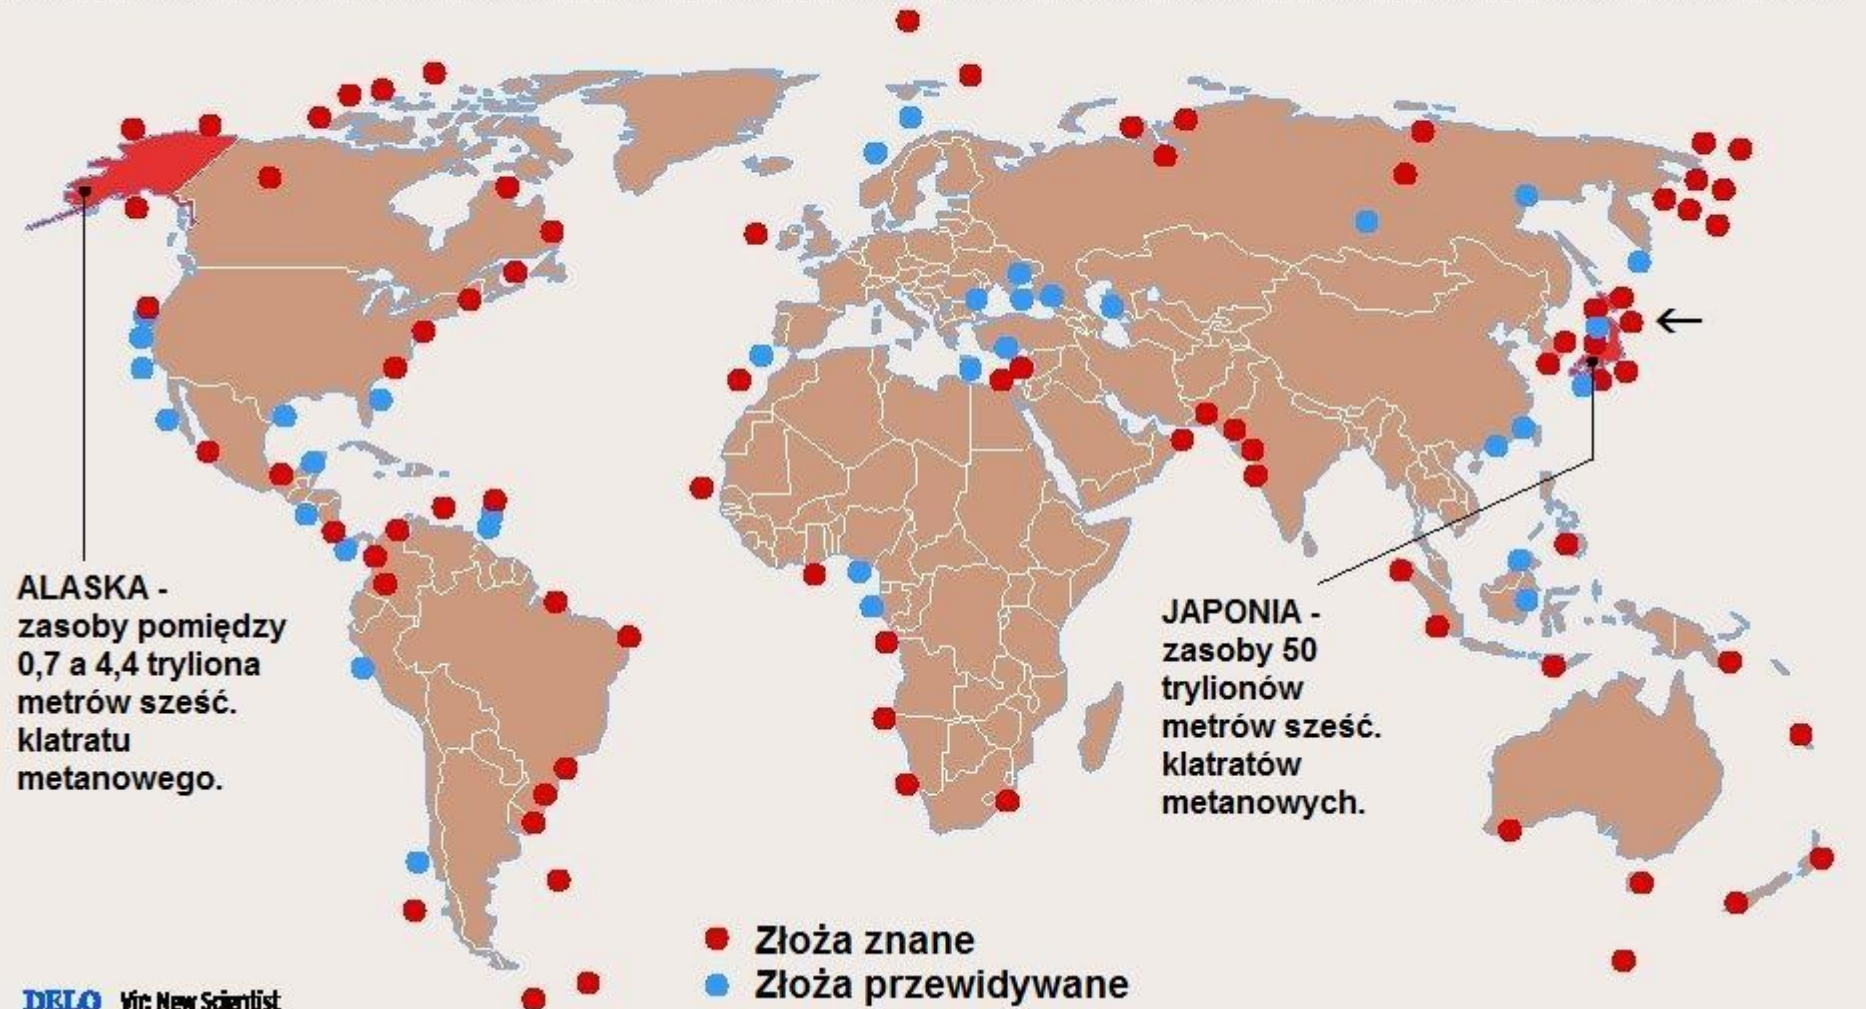 ALASKA -
zasoby pomiędzy
0,7 a 4,4 tryliona
metrów sześć.
klatratu
metanowego.
JAPONIA -
zasoby 50
trylionów
metrów sześć.
klatratów
metanowych.
Złoża znane
Złoża przewidywane
DELO Vir: New Scientist